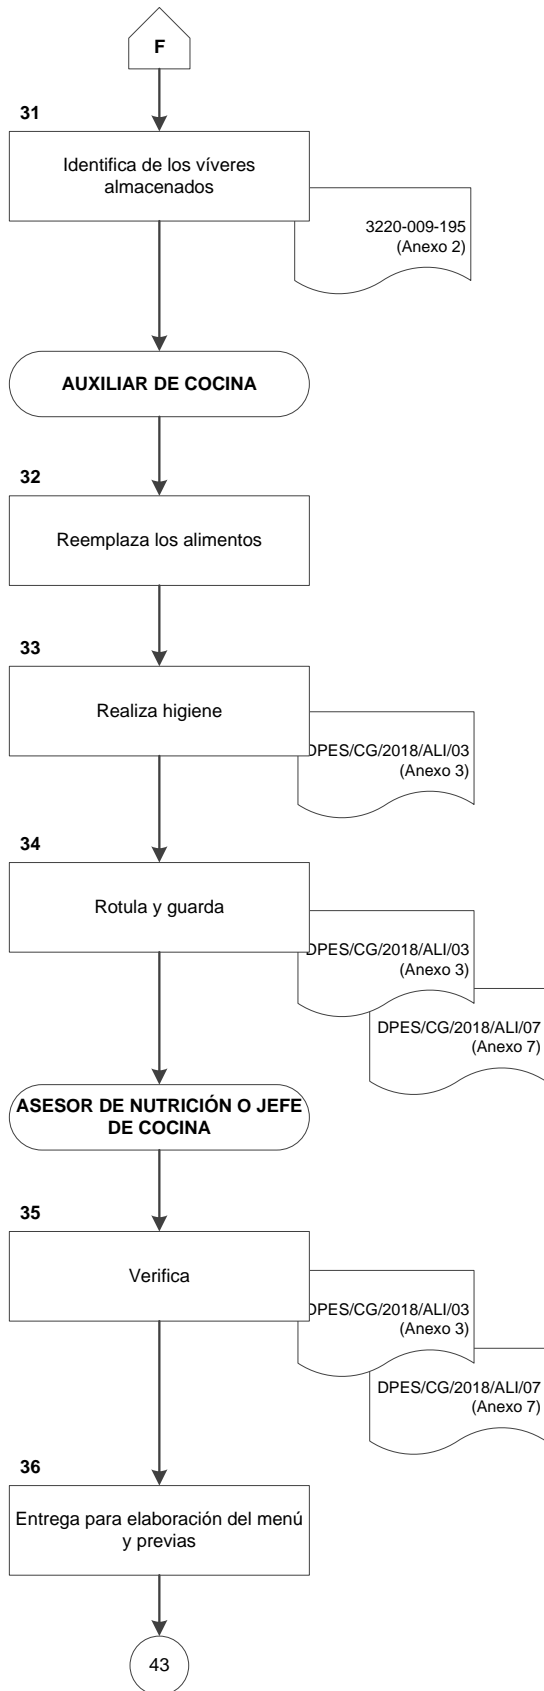 F
31
Identifica de los víveres
almacenados
3220-009-195
(Anexo 2)
AUXILIAR DE COCINA
32
Reemplaza los alimentos
33
Realiza higiene
DPES/CG/2018/ALI/03
(Anexo 3)
34
Rotula y guarda
DPES/CG/2018/ALI/03
(Anexo 3)
DPES/CG/2018/ALI/07
(Anexo 7)
ASESOR DE NUTRICIÓN O JEFE
DE COCINA
35
Verifica
DPES/CG/2018/ALI/03
(Anexo 3)
DPES/CG/2018/ALI/07
(Anexo 7)
36
Entrega para elaboración del menú
y previas
43